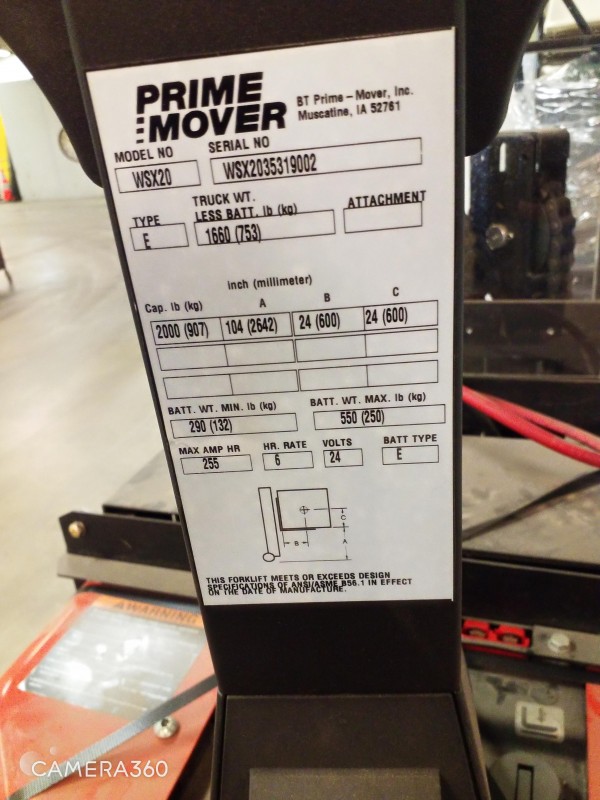 PRIME
MOVER
BT Prime - Mover, Inc.
Muscatine, IA 52761
MODEL NO
SERIAL NO
WSX20
WSX2035319002
TYPE
TRUCK WT.
LESS BATT. lb (kg)
ATTACHMENT
E
1660 (753)
inch (millimeter)
Cap. lb (kg) A B C
2000 (907) 104 (2642) 24 (600) 24 (600)
BATT. WT. MIN. lb (kg) BATT. WT. MAX. lb (kg)
290 (132) 550 (250)
MAX AMP HR HR. RATE VOLTS BATT TYPE
255 6 24 E
C
B
A
THIS FORKLIFT MEETS OR EXCEEDS DESIGN
SPECIFICATIONS OF ANSI/ASME B56.1 IN EFFECT
ON THE DATE OF MANUFACTURE.
WARNING
CAMERA360